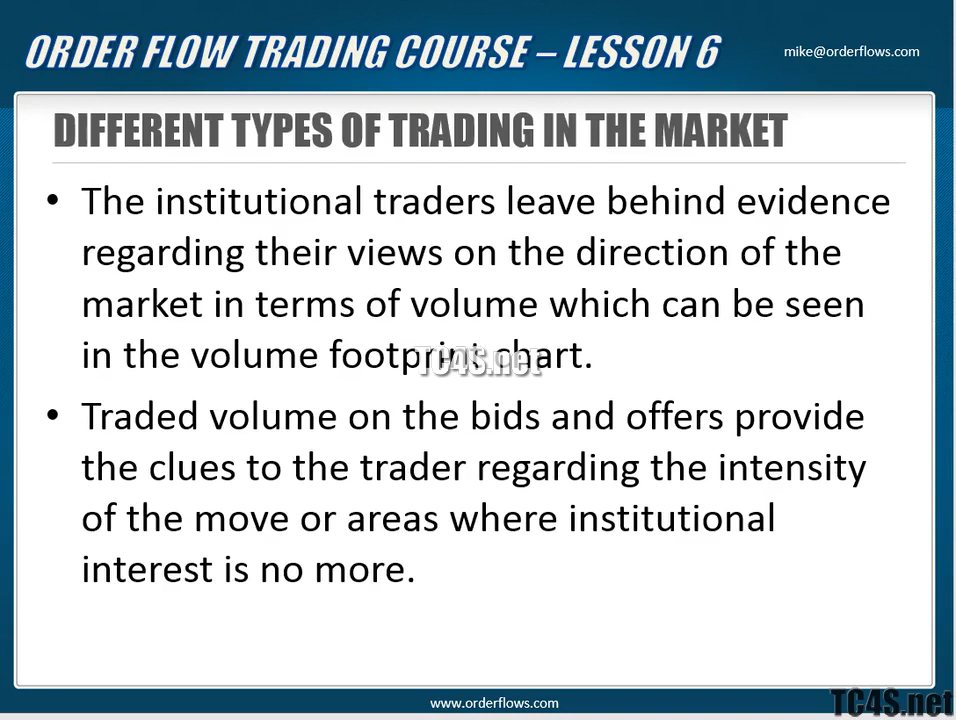 ORDER FLOW TRADING COURSE – LESSON 6
mike@orderflows.com
DIFFERENT TYPES OF TRADING IN THE MARKET
• The institutional traders leave behind evidence
regarding their views on the direction of the
market in terms of volume which can be seen
in the volume footprint chart.
TC4S.net
• Traded volume on the bids and offers provide
the clues to the trader regarding the intensity
of the move or areas where institutional
interest is no more.
www.orderflows.com
TC4S.net